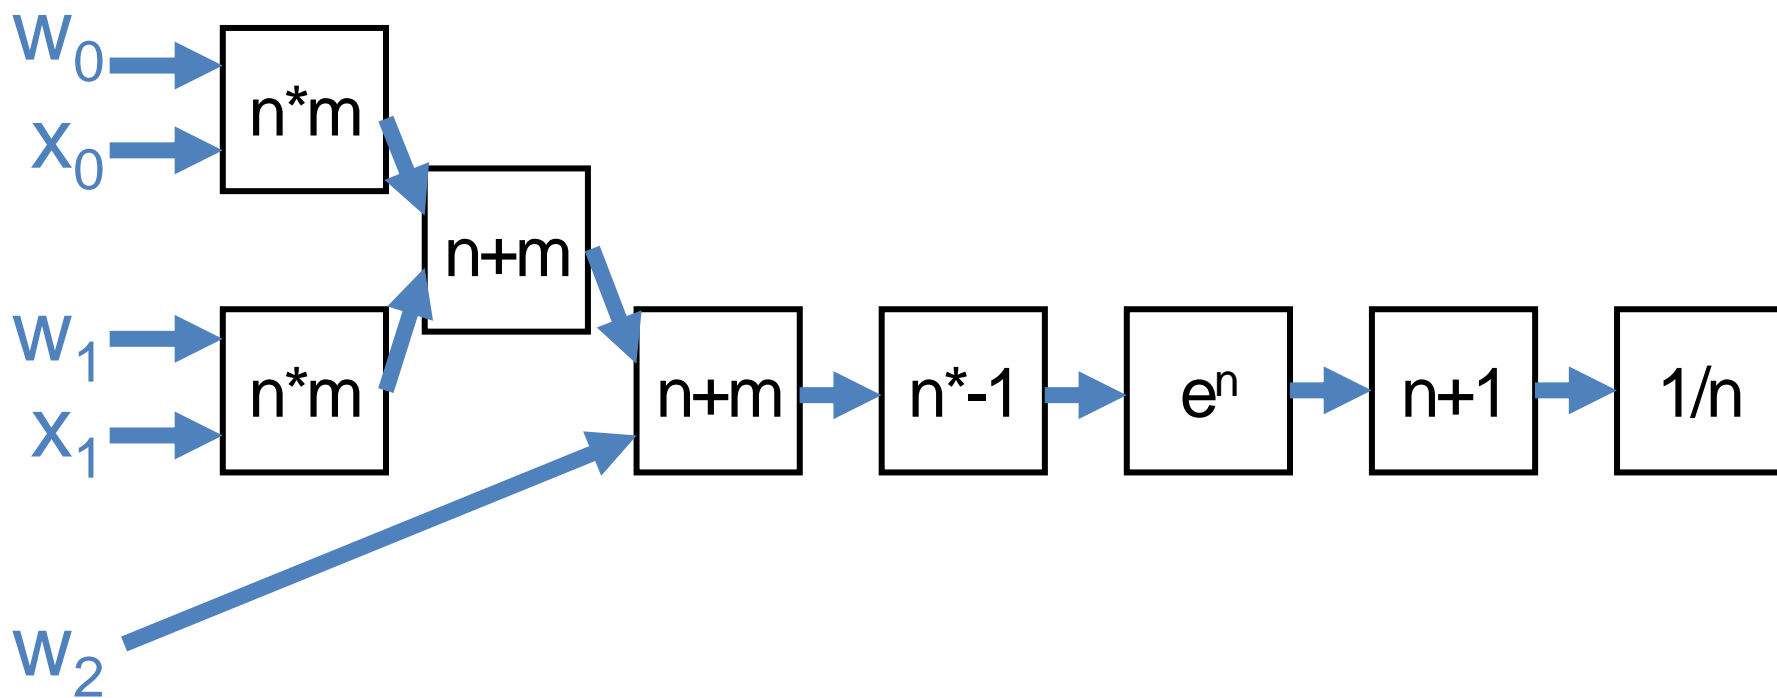 w₀
n*m
x₀
n+m
w₁
n*m
x₁
n+m
n*-1
eⁿ
n+1
1/n
w₂